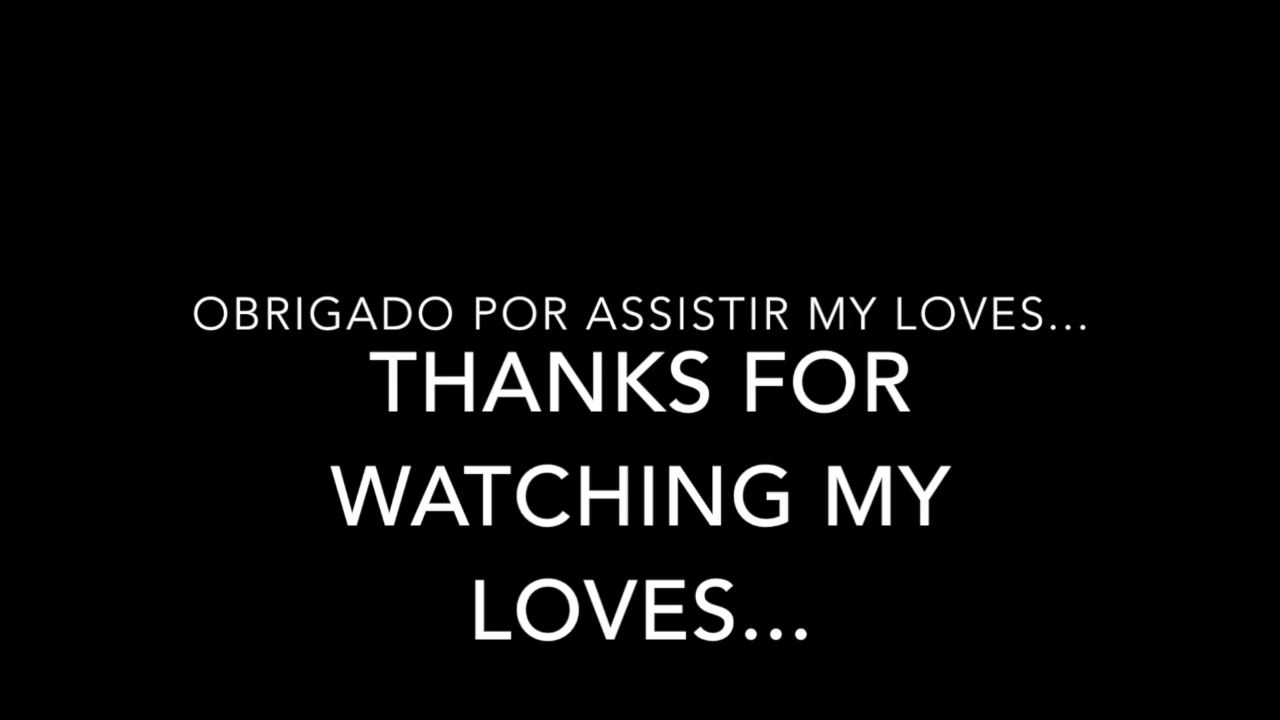 OBRIGADO POR ASSISTIR MY LOVES...
THANKS FOR
WATCHING MY
LOVES...